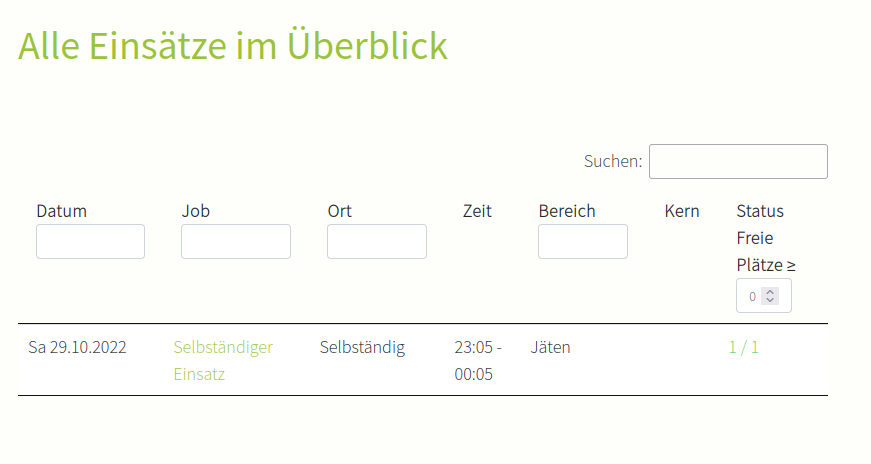 Alle Einsätze im Überblick
Suchen:
Datum Job Ort Zeit Bereich Kern Status
Freie
Plätze ≥
0
Sa 29.10.2022 Selbständiger Selbständig 23:05 - Jäten 1 / 1
Einsatz 00:05